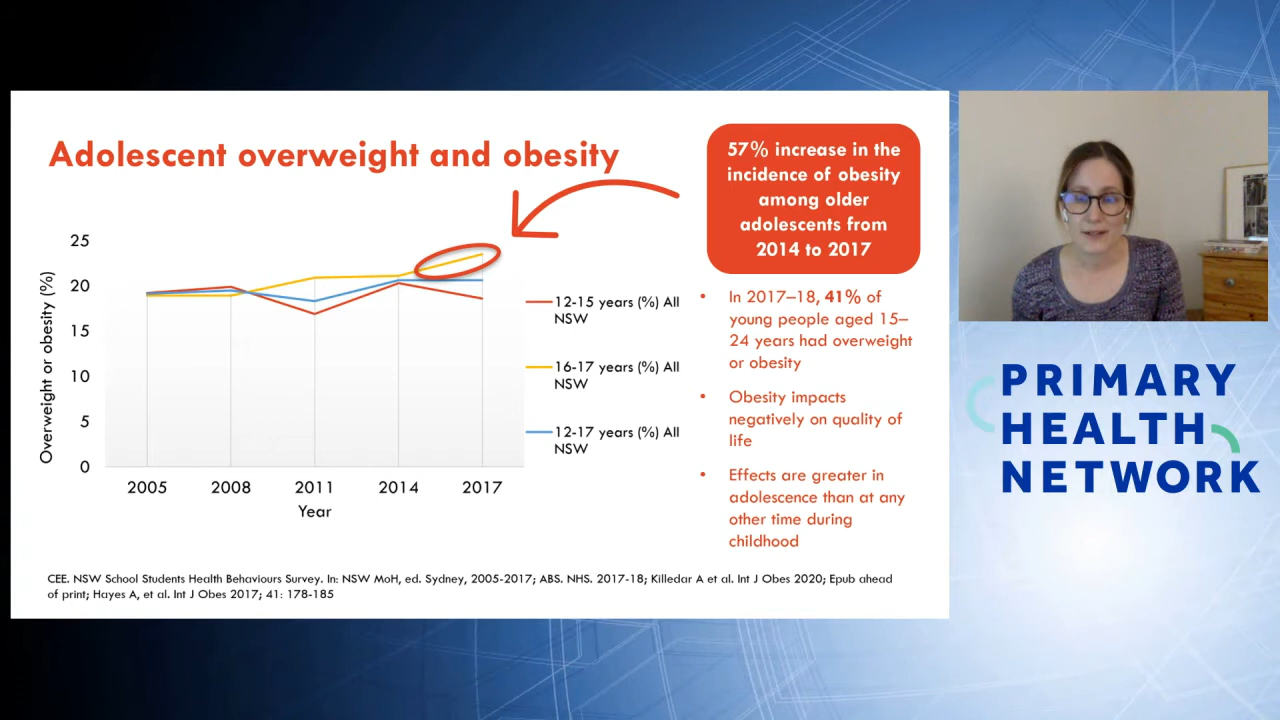 Adolescent overweight and obesity
57% increase in the
incidence of obesity
among older
adolescents from
2014 to 2017
25
20
15
10
5
0
Overweight or obesity (%)
2005
2008
2011
2014
2017
Year
12-15 years (%) All
NSW
16-17 years (%) All
NSW
12-17 years (%) All
NSW
• In 2017–18, 41% of
young people aged 15–
24 years had overweight
or obesity
• Obesity impacts
negatively on quality of
life
• Effects are greater in
adolescence than at any
other time during
childhood
CEE. NSW School Students Health Behaviours Survey. In: NSW MoH, ed. Sydney, 2005-2017; ABS. NHS. 2017-18; Killedar A et al. Int J Obes 2020; Epub ahead
of print; Hayes A, et al. Int J Obes 2017; 41: 178-185
PRIMARY
HEALTH
NETWORK